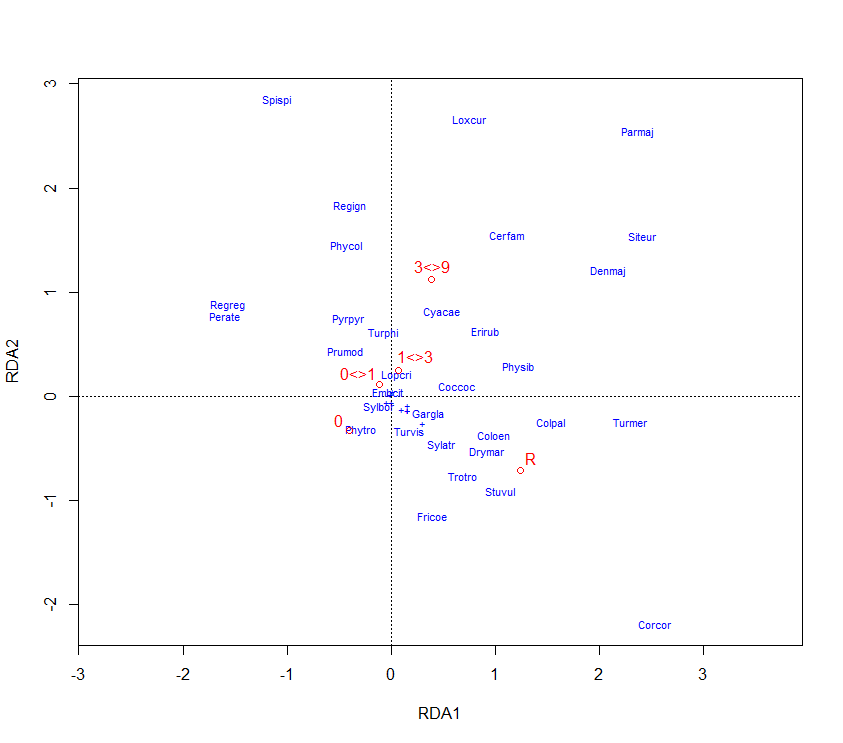 3
Spispi
Loxcur
Parmaj
2
Regign
Cerfam
Siteur
Phycol
3<>9
Denmaj
1
Regreg
Cyacae
Perate
Pyrpyr
Turphi
Erirub
Prumod
1<>3
Physib
0<>1
Lopcri
Coccoc
0
Embcit
Sylbor
Gargla
0
Phytro
Turvis
Colpal
Turmer
Coloen
Sylatr
Drymar
R
Trotro
Stuvul
-1
Fricoe
-2
Corcor
-3
-2
-1
0
1
2
3
RDA1
RDA2